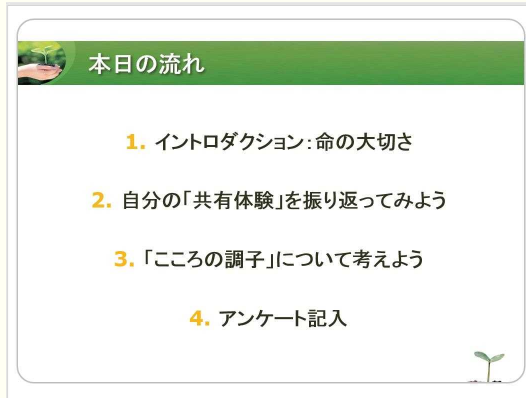 本日の流れ
1. イントロダクション：命の大切さ
2. 自分の「共有体験」を振り返ってみよう
3. 「こころの調子」について考えよう
4. アンケート記入